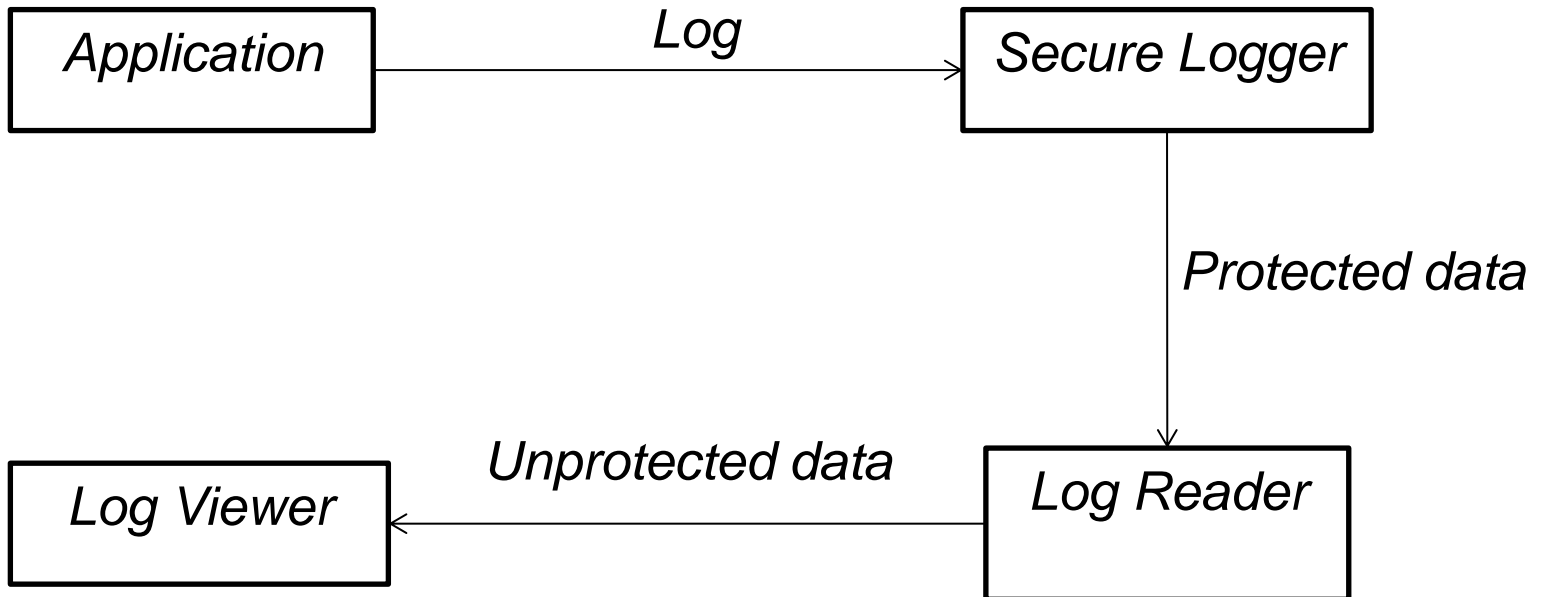 Application
Log
Secure Logger
Protected data
Unprotected data
Log Viewer
Log Reader